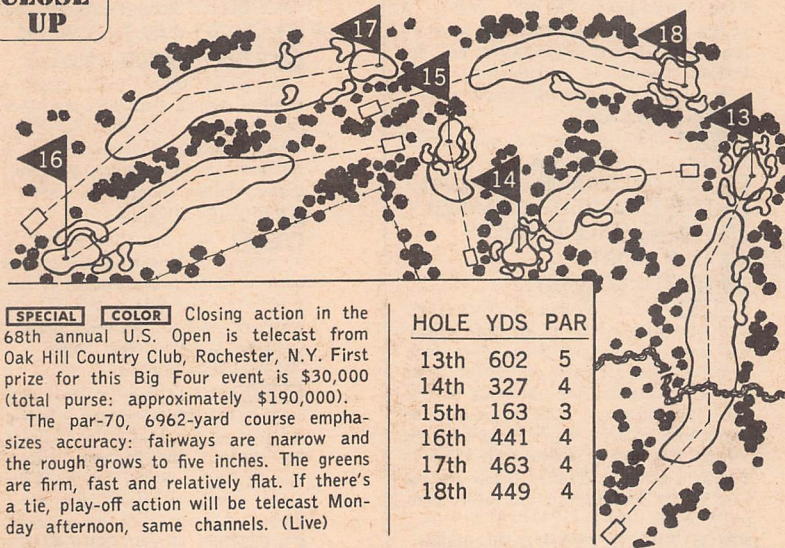 CLOSE
UP
17
18
15
13
16
14
SPECIAL COLOR Closing action in the
68th annual U.S. Open is telecast from
Oak Hill Country Club, Rochester, N.Y. First
prize for this Big Four event is $30,000
(total purse: approximately $190,000).
The par-70, 6962-yard course empha-
sizes accuracy: fairways are narrow and
the rough grows to five inches. The greens
are firm, fast and relatively flat. If there's
a tie, play-off action will be telecast Mon-
day afternoon, same channels. (Live)
HOLE YDS PAR
13th 602 5
14th 327 4
15th 163 3
16th 441 4
17th 463 4
18th 449 4